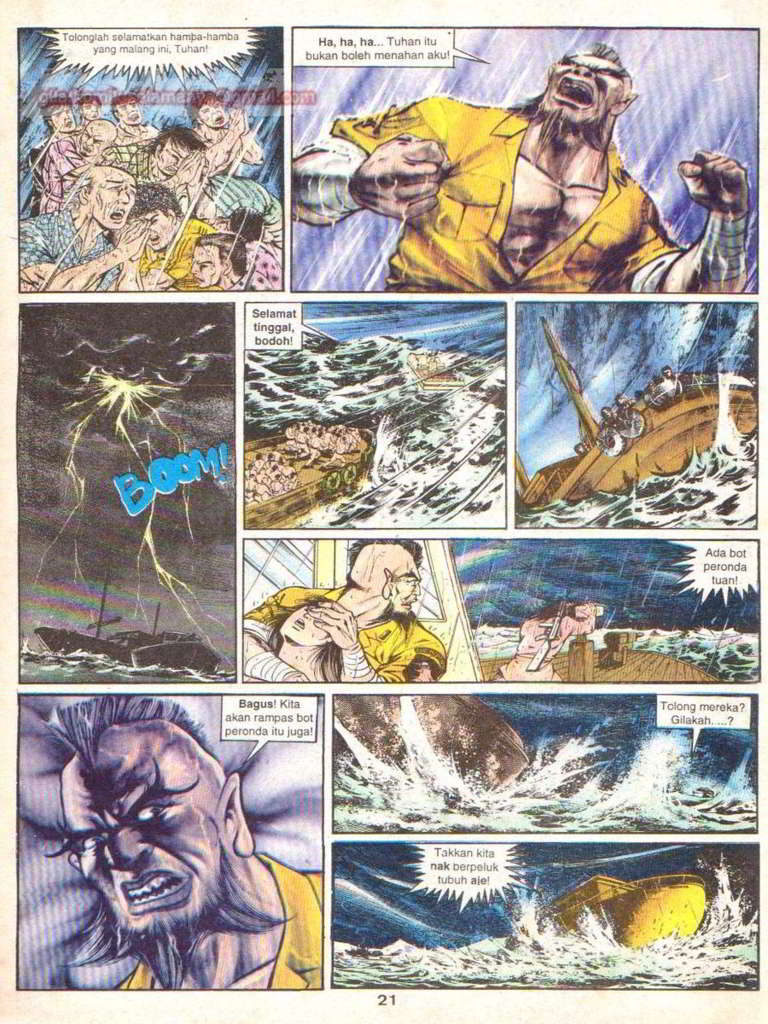 Tolonglah selamatkan hamba-hamba
yang malang ini, Tuhan!
Ha, ha, ha... Tuhan itu
bukan boleh menahan aku!
BOOM!
Selamat
tinggal,
bodoh!
Ada bot
peronda
tuan!
Bagus! Kita
akan rampas bot
peronda itu juga!
Tolong mereka?
Gilakah....?
Takkan kita
nak berpeluk
tubuh aje!
21